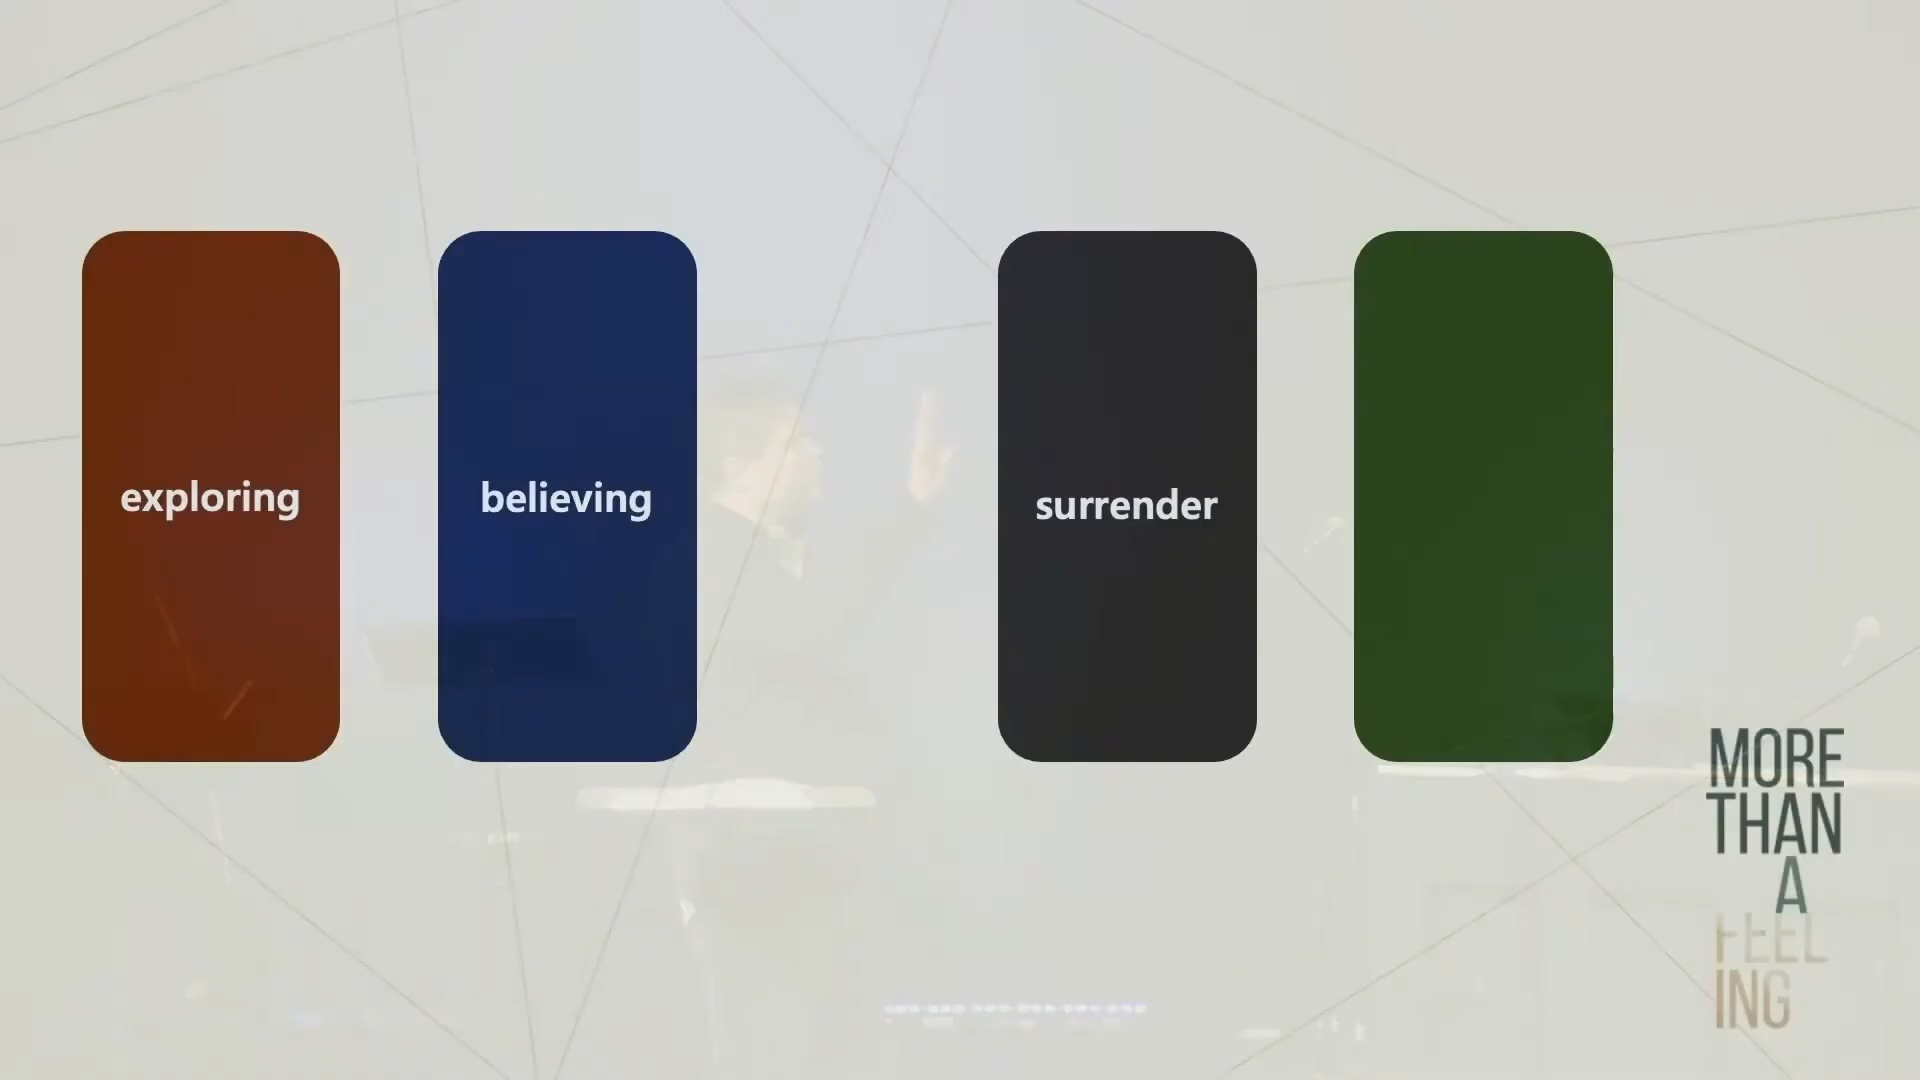 exploring
believing
surrender
MORE
THAN
A
FEEL
ING